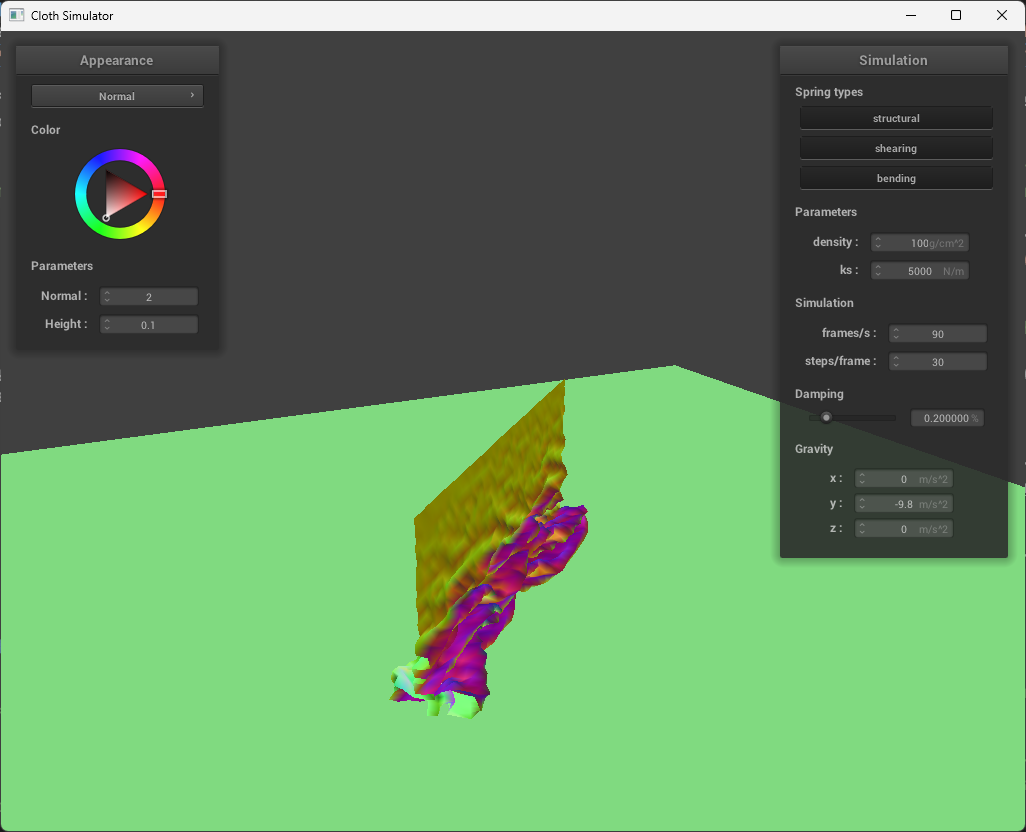 Cloth Simulator
Appearance
Normal
Color
Parameters
Normal : 2
Height : 0.1
Simulation
Spring types
structural
shearing
bending
Parameters
density : 100 g/cm^2
ks : 5000 N/m
Simulation
frames/s : 90
steps/frame : 30
Damping
0.200000 %
Gravity
x : 0 m/s^2
y : -9.8 m/s^2
z : 0 m/s^2